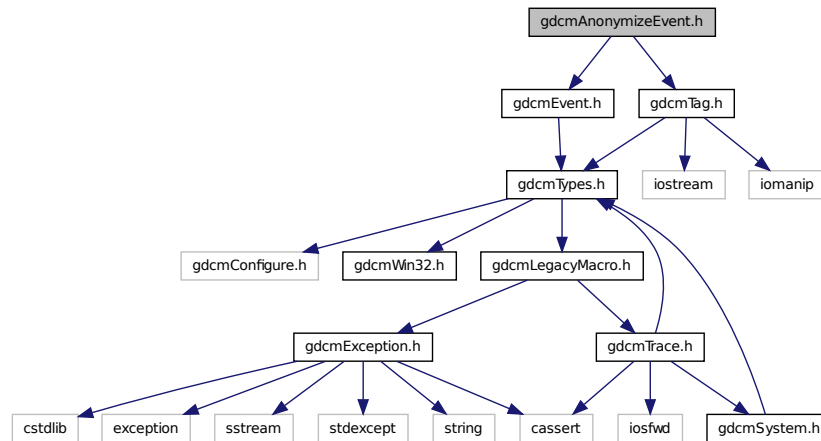 gdcmAnonymizeEvent.h
gdcmEvent.h
gdcmTag.h
gdcmTypes.h
iostream
iomanip
gdcmConfigure.h
gdcmWin32.h
gdcmLegacyMacro.h
gdcmException.h
gdcmTrace.h
cstdlib
exception
sstream
stdexcept
string
cassert
iosfwd
gdcmSystem.h